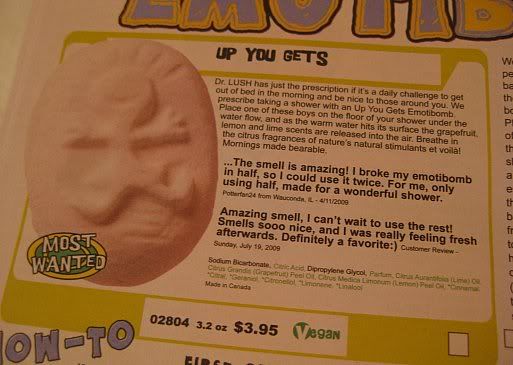 EMOTIB
UP YOU GETS
Dr. LUSH has just the prescription if it's a daily challenge to get
out of bed in the morning and be nice to those around you. We
prescribe taking a shower with an Up You Gets Emotibomb.
Place one of these boys on the floor of your shower under the
water flow, and as the warm water hits its surface the grapefruit,
lemon and lime scents are released into the air. Breathe in
the citrus fragrances of nature's natural stimulants et voilà!
Mornings made bearable.
...The smell is amazing! I broke my emotibomb
in half, so I could use it twice. For me, only
using half, made for a wonderful shower.
Potterfan24 from Wauconda, IL - 4/11/2009
Amazing smell, I can't wait to use the rest!
Smells sooo nice, and I was really feeling fresh
afterwards. Definitely a favorite:) Customer Review -
Sunday, July 19, 2009
Sodium Bicarbonate, Citric Acid, Dipropylene Glycol, Parfum, Citrus Aurantifolia (Lime) Oil,
Citrus Grandis (Grapefruit) Peel Oil, Citrus Medica Limonum (Lemon) Peel Oil, *Cinnamal,
*Citral, *Geraniol, *Citronellol, *Limonene, *Linalool
Made in Canada
MOST
WANTED
02804 3.2 oz $3.95 Vegan
OW-TO